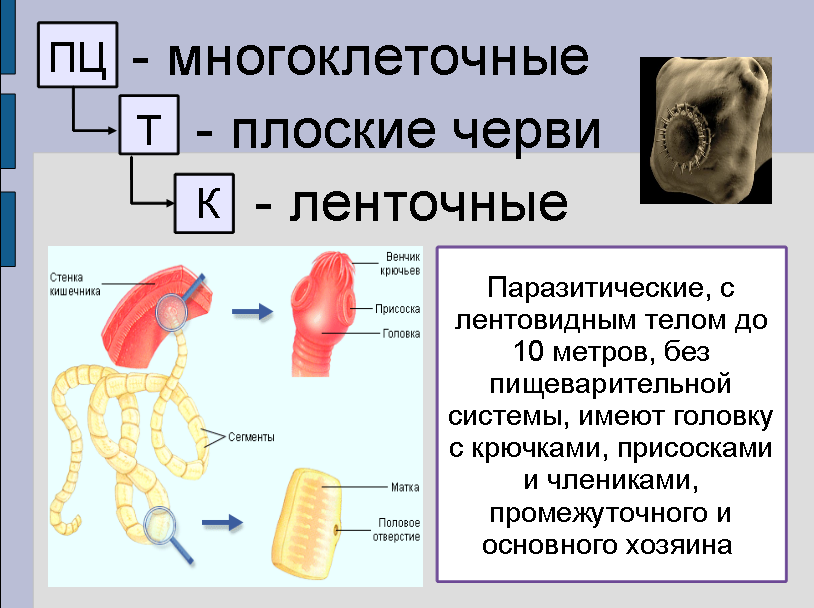 ПЦ - многоклеточные
Т - плоские черви
К - ленточные
Стенка
кишечника
Венчик
крючьев
Присоска
Головка
Сегменты
Матка
Половое
отверстие
Паразитические, с
лентовидным телом до
10 метров, без
пищеварительной
системы, имеют головку
с крючками, присосками
и члениками,
промежуточного и
основного хозяина